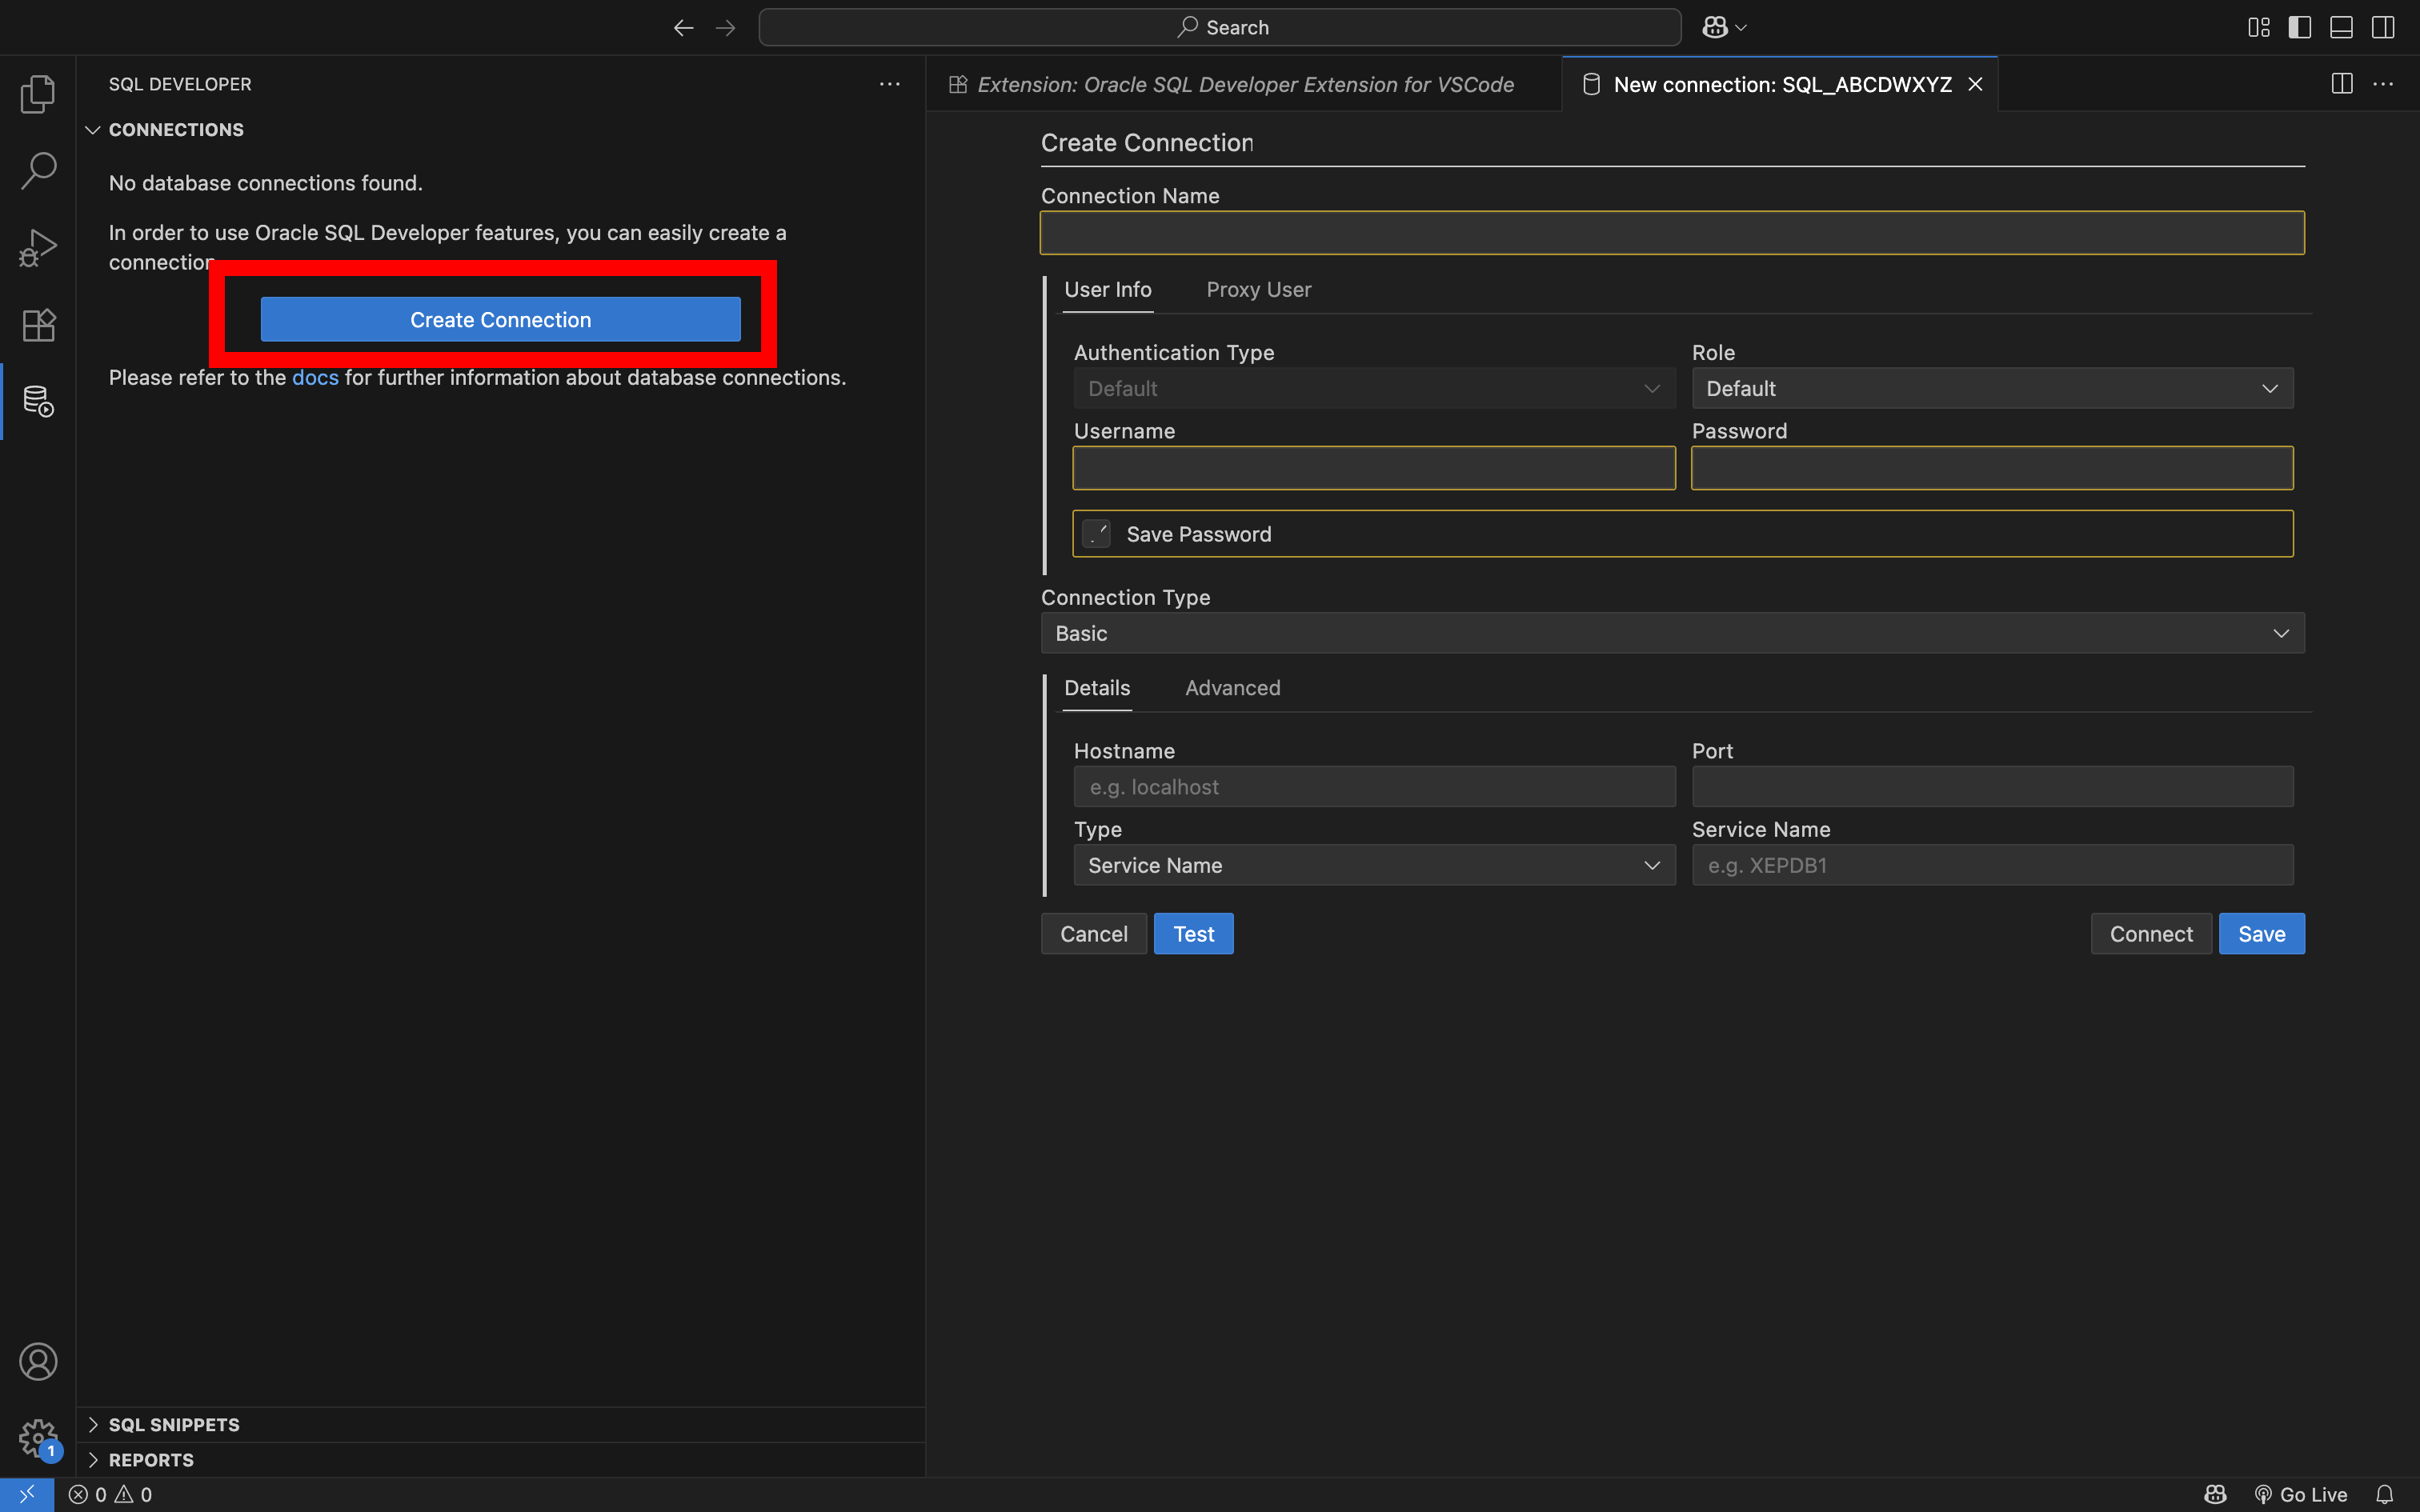 Search
SQL DEVELOPER
Extension: Oracle SQL Developer Extension for VSCode
New connection: SQL_ABCDWXYZ
CONNECTIONS
No database connections found.
In order to use Oracle SQL Developer features, you can easily create a
connection
Create Connection
Please refer to the docs for further information about database connections.
Create Connection
Connection Name
User Info Proxy User
Authentication Type Role
Default Default
Username Password
Save Password
Connection Type
Basic
Details Advanced
Hostname Port
e.g. localhost
Type Service Name
Service Name e.g. XEPDB1
Cancel Test Connect Save
SQL SNIPPETS
REPORTS
1
0 0 Go Live